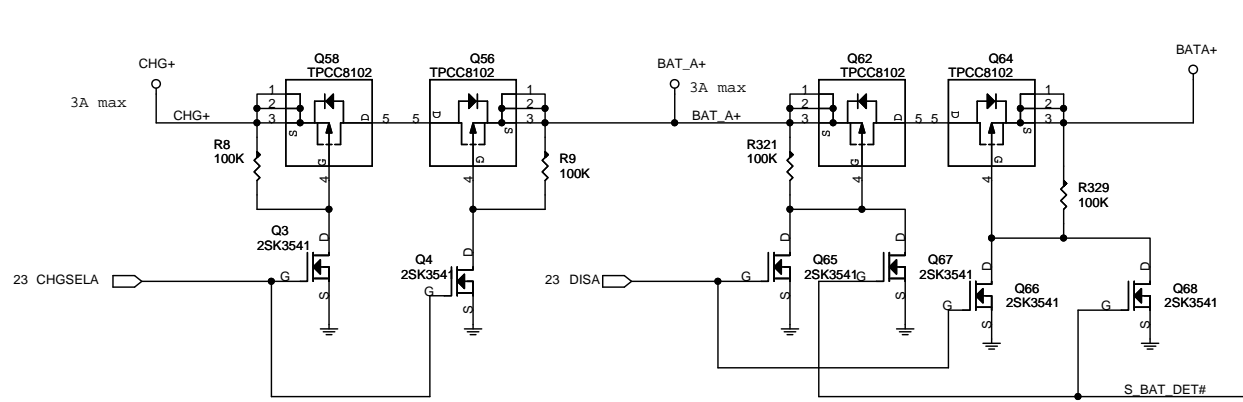 CHG+
3A max
CHG+
Q58
TPCC8102
1
2
3
S
D
5
G
4
R8
100K
Q56
TPCC8102
5
D
1
2
3
S
G
4
R9
100K
BAT_A+
3A max
BAT_A+
Q62
TPCC8102
1
2
3
S
D
5
G
4
R321
100K
Q64
TPCC8102
5
D
1
2
3
S
G
4
R329
100K
BATA+
Q3
2SK3541
D
G
S
Q4
2SK3541
D
G
S
23 CHGSELA
23 DISA
Q65
2SK3541
D
G
S
Q67
2SK3541
D
G
S
Q66
2SK3541
D
G
S
Q68
2SK3541
D
G
S
S_BAT_DET#